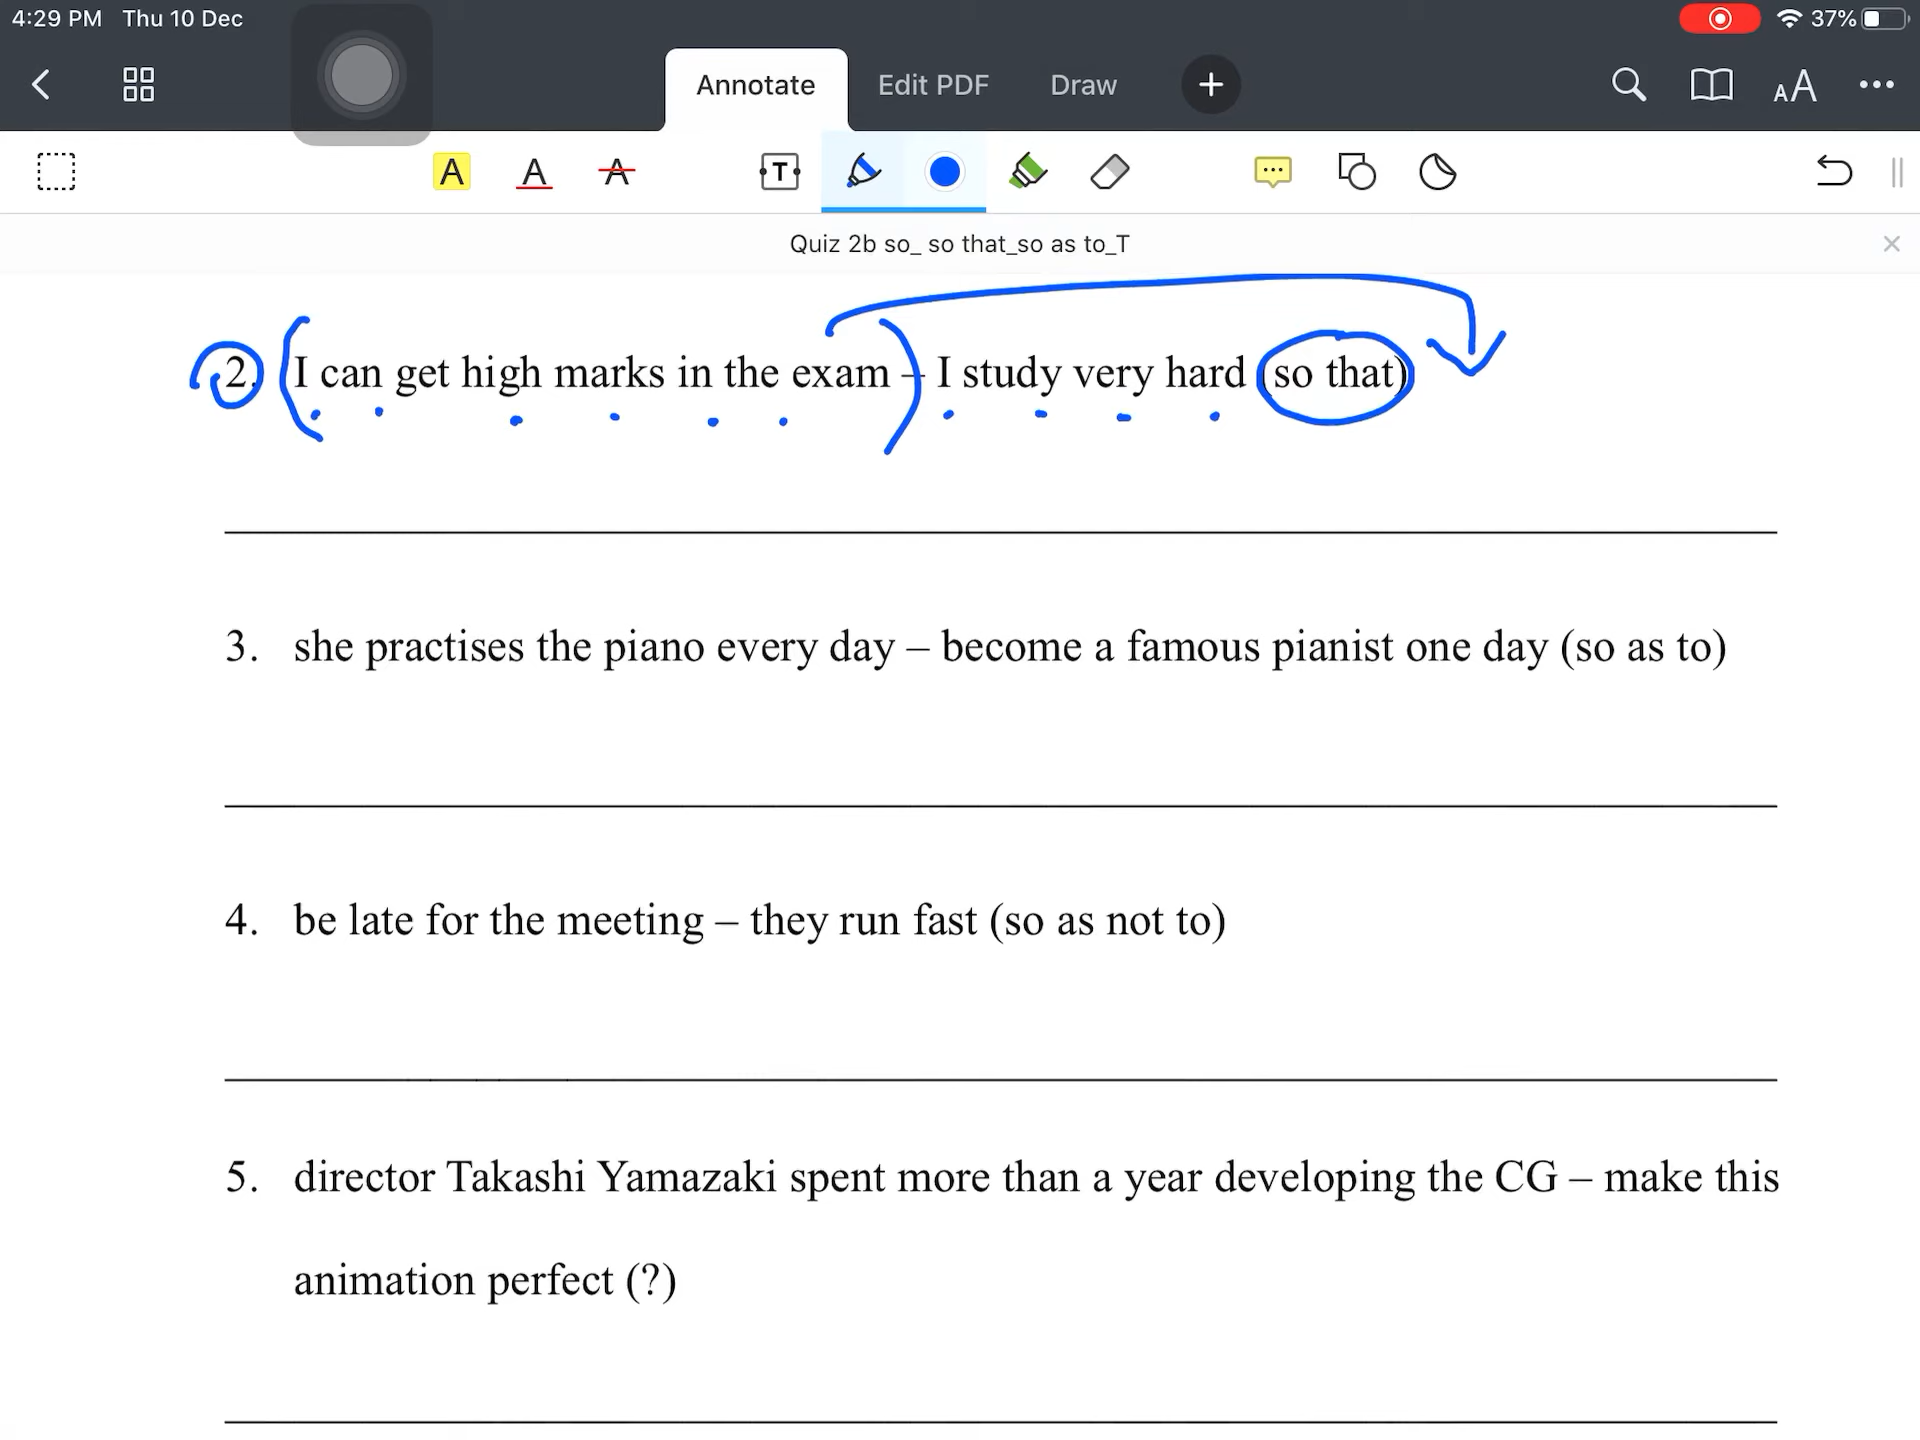 4:29 PM Thu 10 Dec 37%
Annotate Edit PDF Draw + AA
A A A T
Quiz 2b so_ so that_so as to_T
2. I can get high marks in the exam – I study very hard (so that)
3. she practises the piano every day – become a famous pianist one day (so as to)
4. be late for the meeting – they run fast (so as not to)
5. director Takashi Yamazaki spent more than a year developing the CG – make this
animation perfect (?)